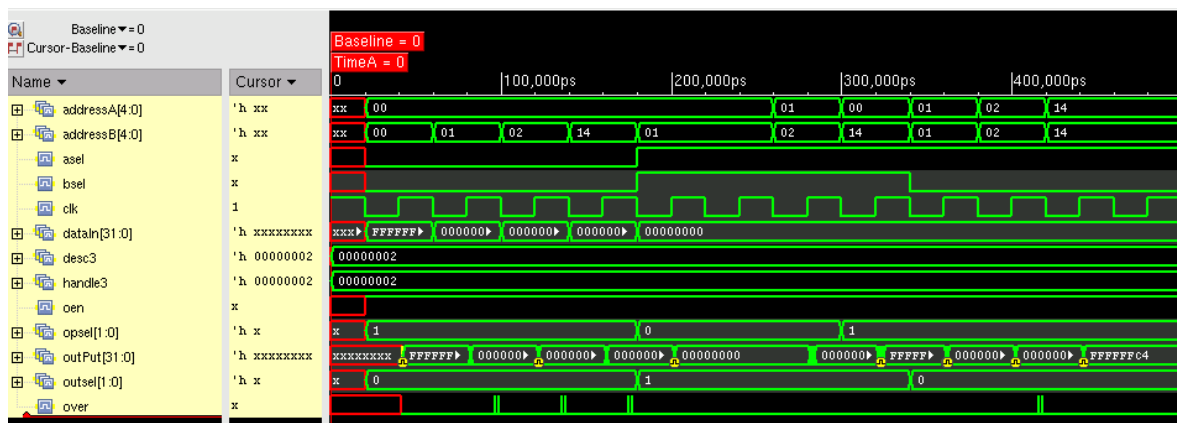 Baseline▼= 0
Cursor-Baseline▼= 0
Baseline = 0
TimeA = 0
Name ▼ Cursor ▼ 0 100,000ps 200,000ps 300,000ps 400,000ps
addressA[4:0] 'h xx xx 00 01 00 01 02 14
addressB[4:0] 'h xx xx 00 01 02 14 01 02 14 01 02 14
asel x
bsel x
clk 1
dataIn[31:0] 'h xxxxxxxx xxx▶ FFFFFF▶ 000000▶ 000000▶ 000000▶ 00000000
desc3 'h 00000002 00000002
handle3 'h 00000002 00000002
oen x
opsel[1:0] 'h x x 1 0 1
outPut[31:0] 'h xxxxxxxx xxxxxxxx FFFFFF▶ 000000▶ 000000▶ 000000▶ 00000000 000000▶ FFFFF▶ 000000▶ 000000▶ FFFFFFc4
outsel[1:0] 'h x x 0 1 0
over x